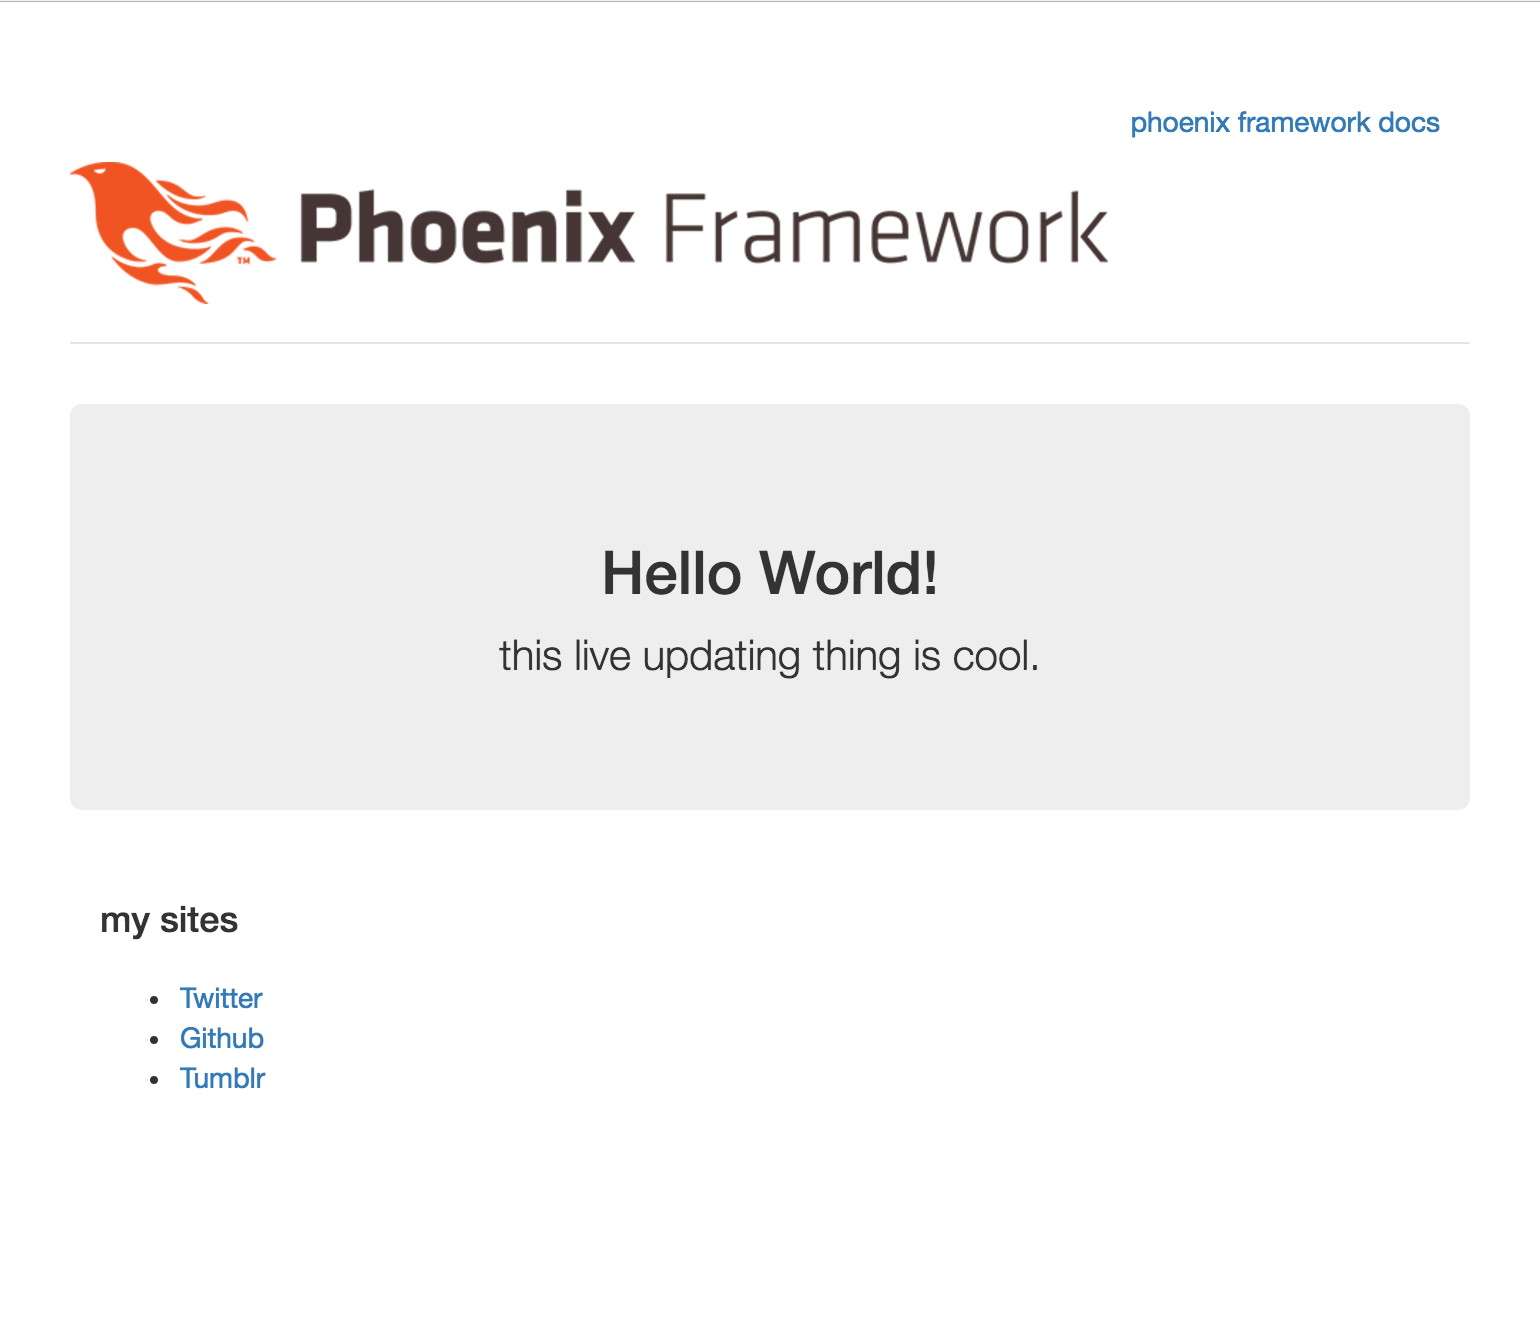 phoenix framework docs
Phoenix Framework
TM
Hello World!
this live updating thing is cool.
my sites
• Twitter
• Github
• Tumblr